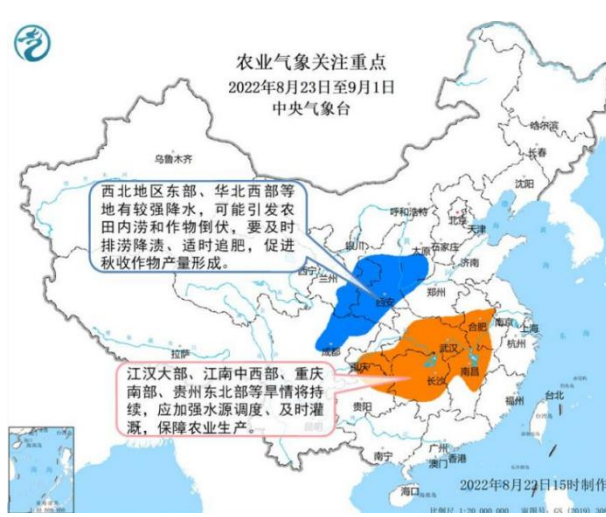 农业气象关注重点
2022年8月23日至9月1日
中央气象台
哈尔滨
长春
乌鲁木齐
沈阳
西北地区东部、华北西部等
地有较强降水，可能引发农
田内涝和作物倒伏，要及时
排涝降渍、适时追肥，促进
秋收作物产量形成。
呼和浩特
北京
天津
银川
太原
石家庄
西宁
兰州
济南
西安
郑州
合肥
南京
上海
成都
武汉
杭州
拉萨
重庆
南昌
长沙
江汉大部、江南中西部、重庆
南部、贵州东北部等旱情将持
续，应加强水源调度、及时灌
溉，保障农业生产。
贵阳
福州
台北
昆明
广州
南宁
香港
澳门
海口
2022年8月22日15时制作